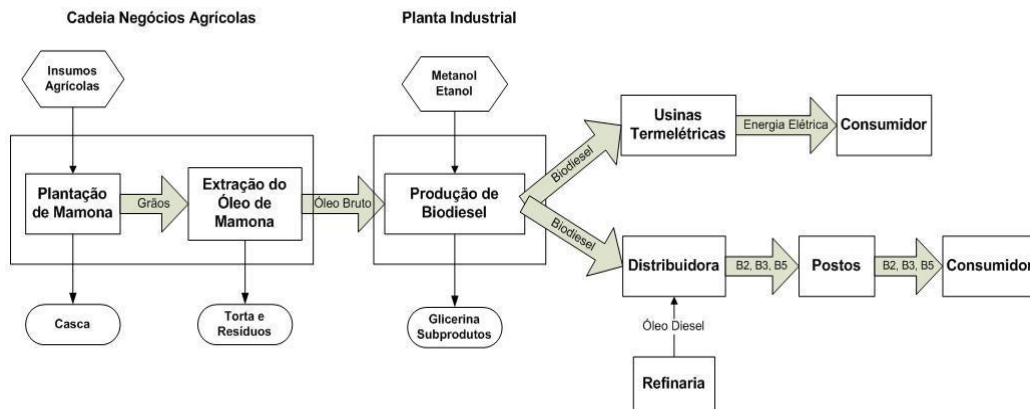 Cadeia Negócios Agrícolas
Planta Industrial
Insumos
Agrícolas
Metanol
Etanol
Usinas
Termelétricas
Energia Elétrica
Consumidor
Biodiesel
Plantação
de Mamona
Grãos
Extração do
Óleo de
Mamona
Óleo Bruto
Produção de
Biodiesel
Biodiesel
Distribuidora
B2, B3, B5
Postos
B2, B3, B5
Consumidor
Casca
Torta e
Resíduos
Glicerina
Subprodutos
Óleo Diesel
Refinaria